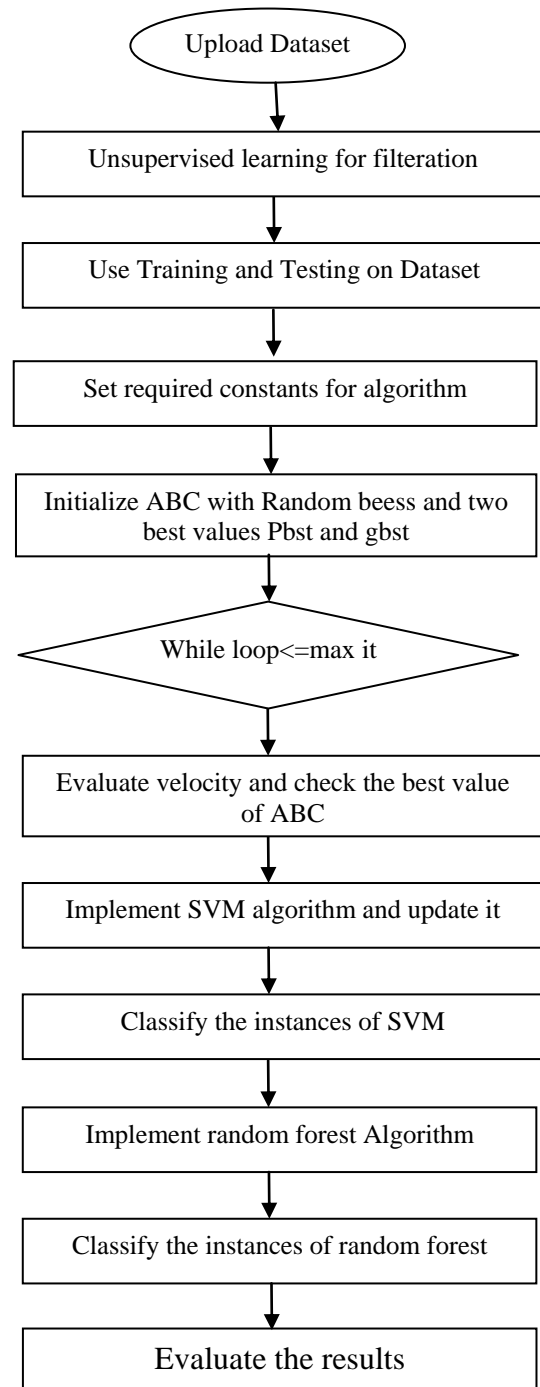 Upload Dataset
Unsupervised learning for filteration
Use Training and Testing on Dataset
Set required constants for algorithm
Initialize ABC with Random beess and two
best values Pbst and gbst
While loop<=max it
Evaluate velocity and check the best value
of ABC
Implement SVM algorithm and update it
Classify the instances of SVM
Implement random forest Algorithm
Classify the instances of random forest
Evaluate the results